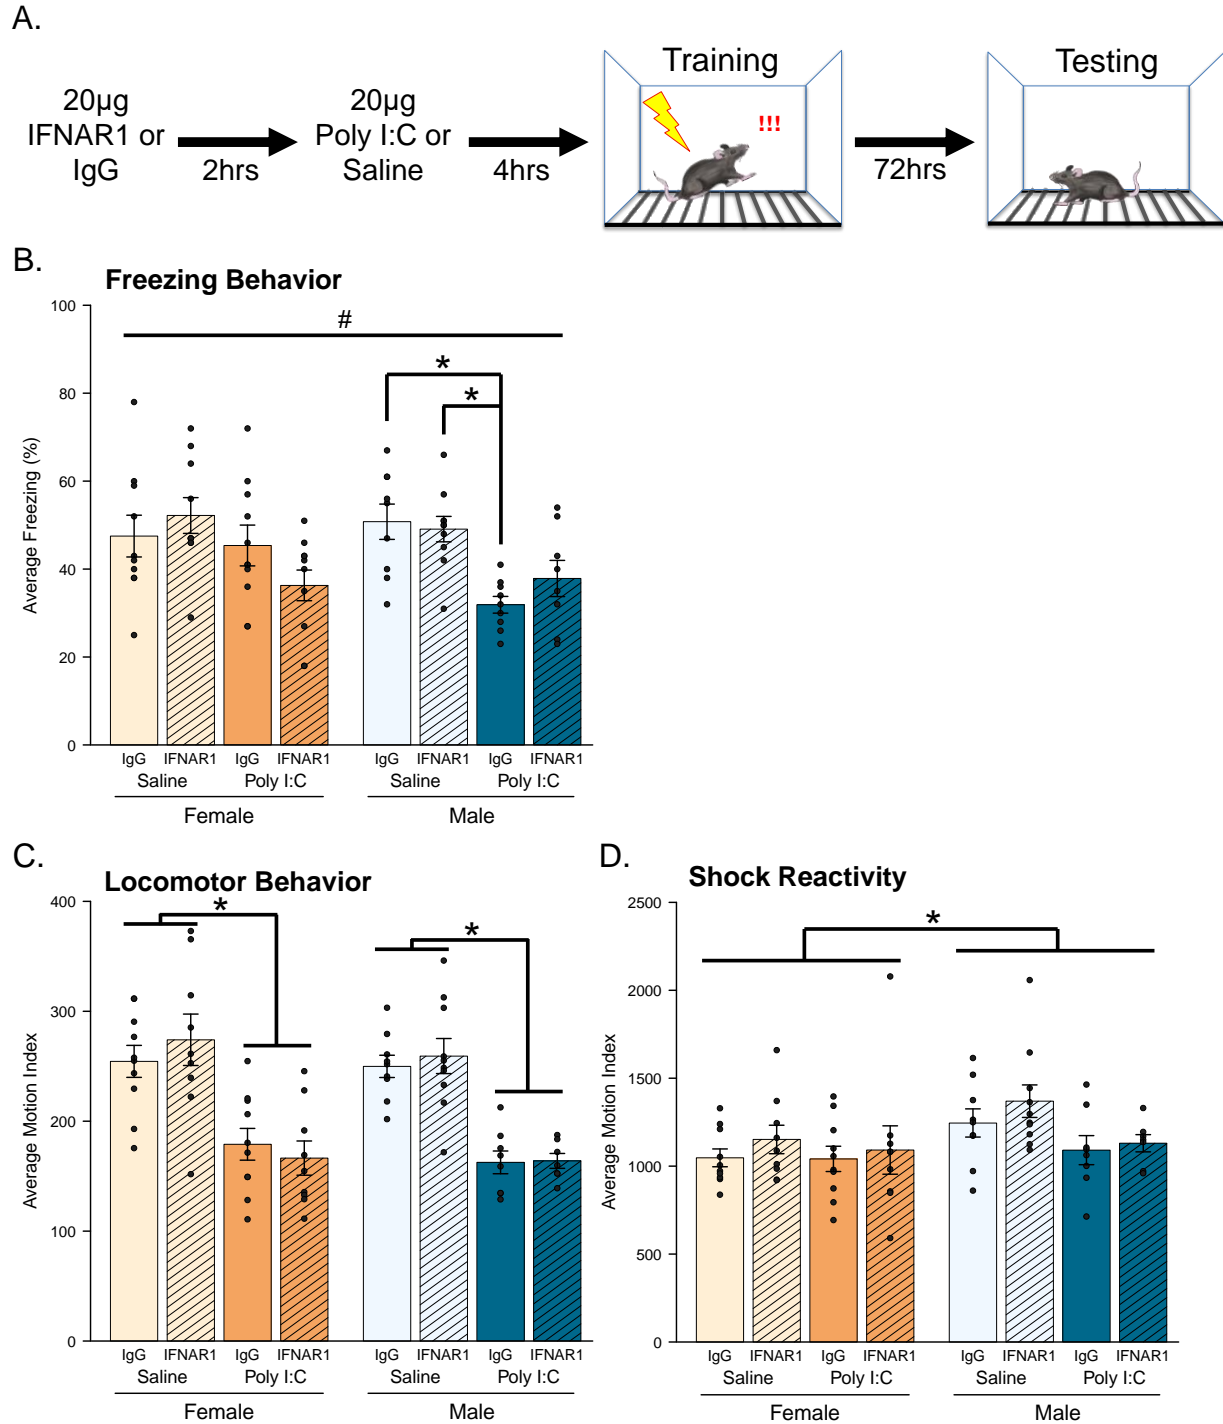 A.
20µg
IFNAR1 or
IgG
2hrs
20µg
Poly I:C or
Saline
4hrs
Training
!!!
72hrs
Testing
B.
Freezing Behavior
Average Freezing (%)
100
80
60
40
20
0
#
*
*
IgG IFNAR1 IgG IFNAR1 IgG IFNAR1 IgG IFNAR1
Saline Poly I:C Saline Poly I:C
Female Male
C.
Locomotor Behavior
Average Motion Index
400
300
200
100
0
*
*
IgG IFNAR1 IgG IFNAR1 IgG IFNAR1 IgG IFNAR1
Saline Poly I:C Saline Poly I:C
Female Male
D.
Shock Reactivity
Average Motion Index
2500
2000
1500
1000
500
0
*
IgG IFNAR1 IgG IFNAR1 IgG IFNAR1 IgG IFNAR1
Saline Poly I:C Saline Poly I:C
Female Male